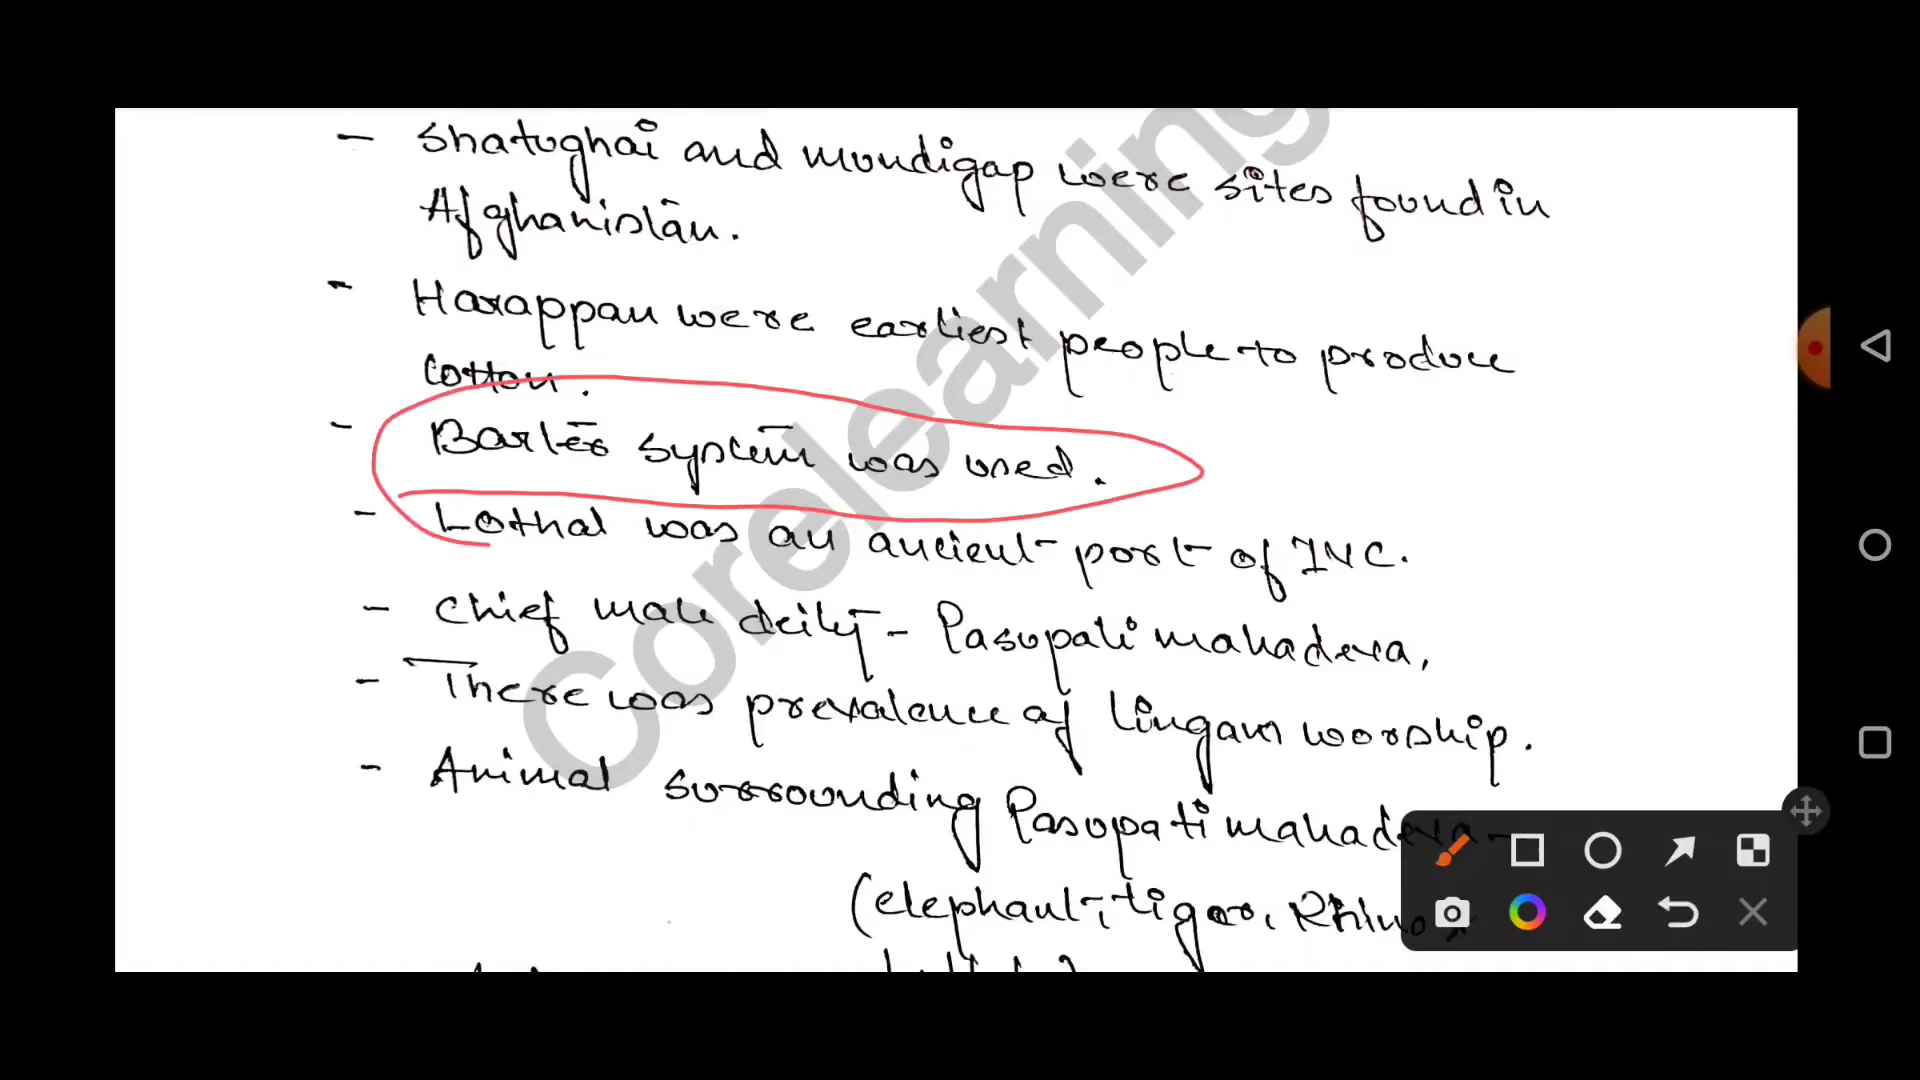 - Shatughai and mundigap were sites found in
Afghanistan.
- Harappan were earliest people to produce
cotton.
- Barter system was used.
- Lothal was an ancient port of IVC.
- Chief male deity - Pasupati mahadeva,
- There was prevalence of lingam worship.
- Animal surrounding Pasupati mahadeva -
(elephant, tiger, Rhino
Corelearning